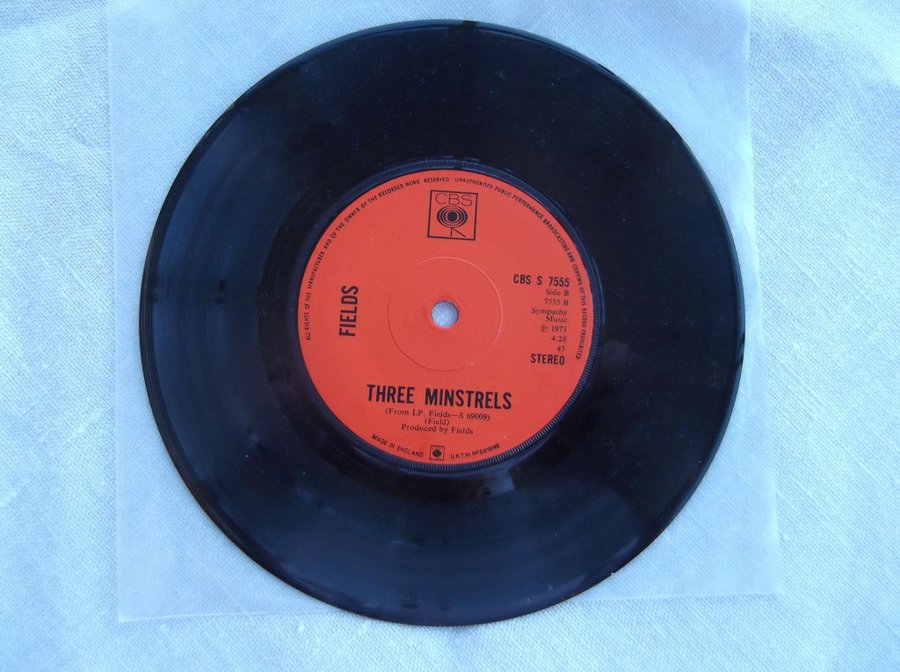 ALL RIGHTS OF THE MANUFACTURER AND OF THE OWNER OF THE RECORDED WORK RESERVED · UNAUTHORISED PUBLIC PERFORMANCE BROADCASTING AND COPYING OF THIS RECORD PROHIBITED
CBS
FIELDS
CBS S 7555
Side B
7555 B
Sympathy
Music
℗ 1971
4.28
45
STEREO
THREE MINSTRELS
(From LP. Fields—S 69009)
(Field)
Produced by Fields
MADE IN ENGLAND
U.K.T.M.